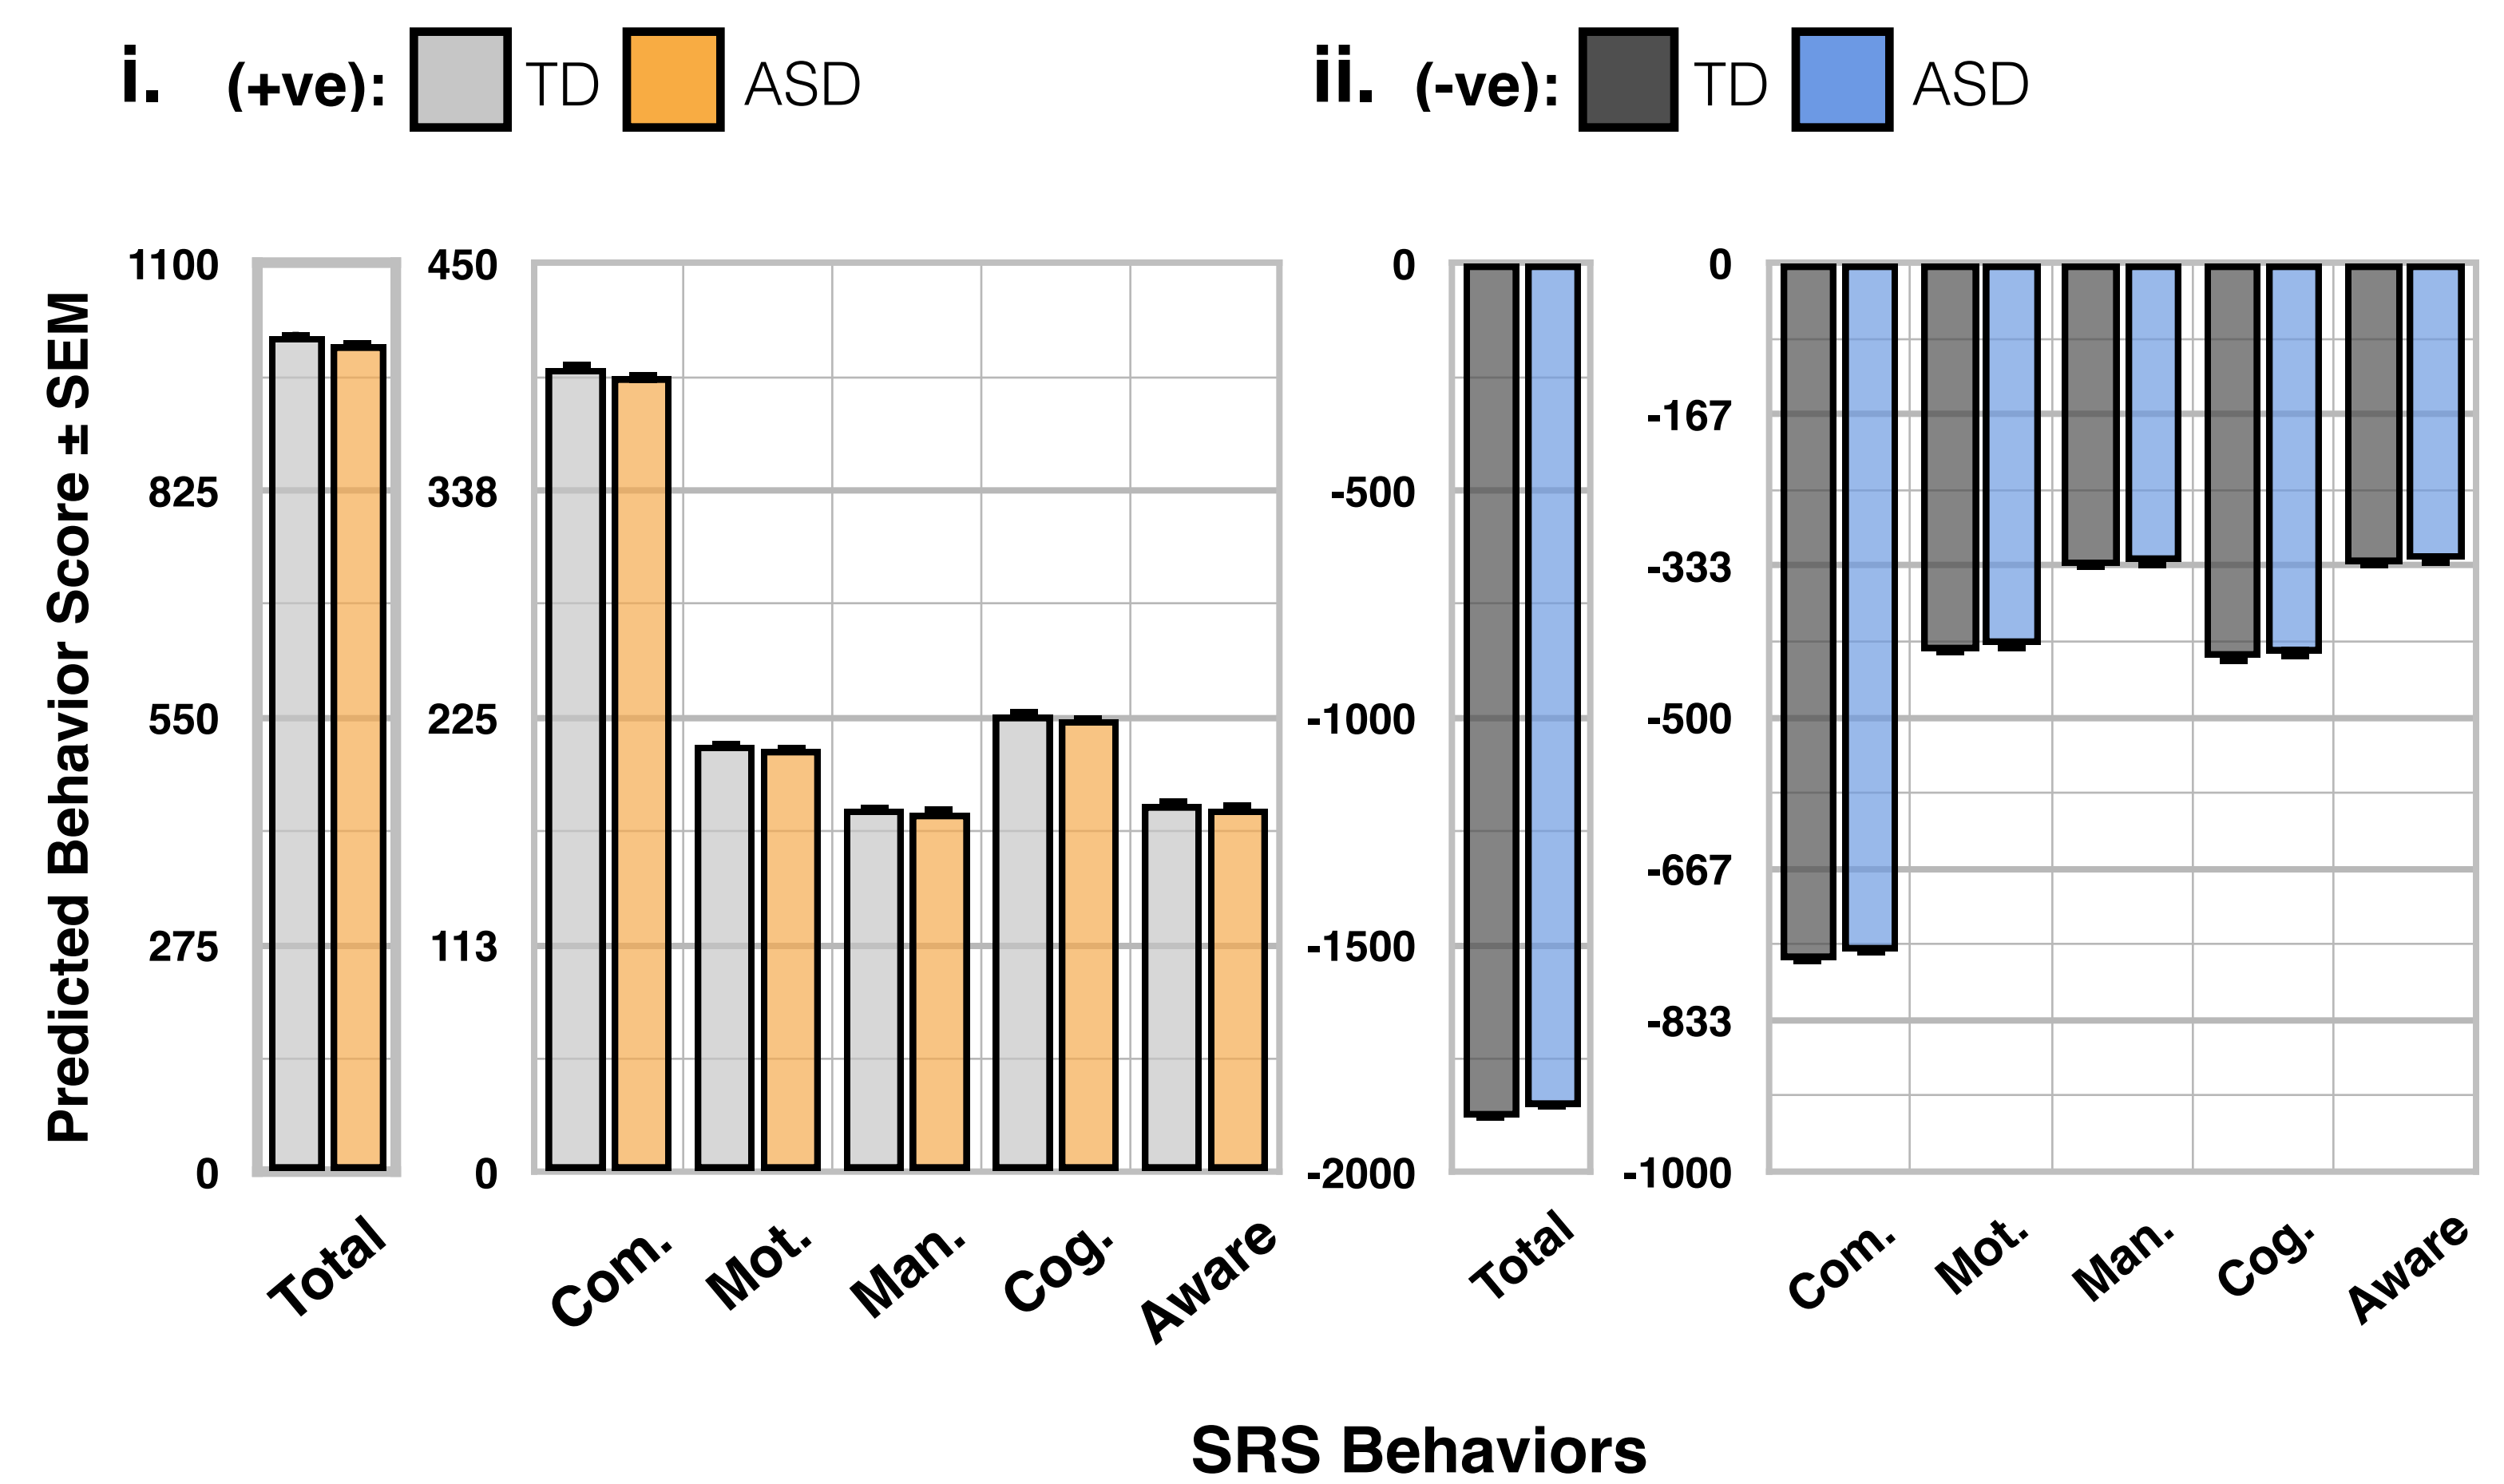 i. (+ve): TD ASD
ii. (-ve): TD ASD
Predicted Behavior Score ± SEM
1100
825
550
275
0
Total
450
338
225
113
0
Com.
Mot.
Man.
Cog.
Aware
0
-500
-1000
-1500
-2000
Total
0
-167
-333
-500
-667
-833
-1000
Com.
Mot.
Man.
Cog.
Aware
SRS Behaviors